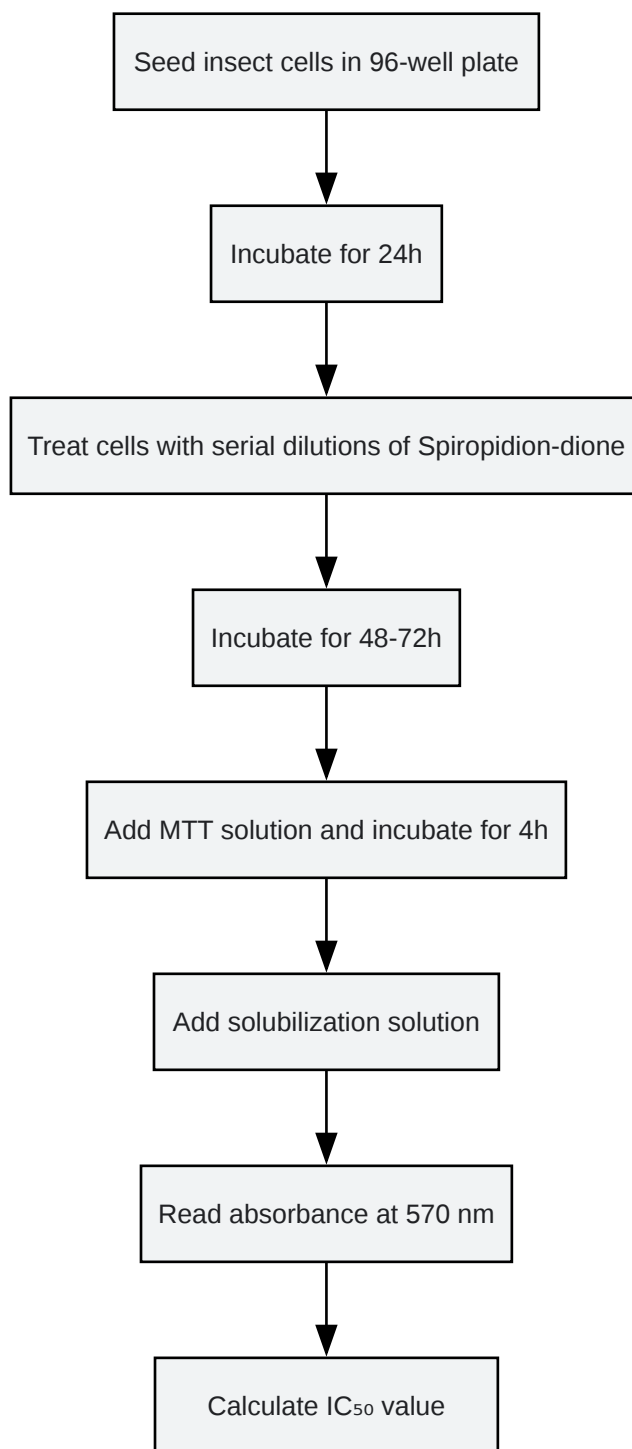 Seed insect cells in 96-well plate
Incubate for 24h
Treat cells with serial dilutions of Spiropidion-dione
Incubate for 48-72h
Add MTT solution and incubate for 4h
Add solubilization solution
Read absorbance at 570 nm
Calculate IC₅₀ value